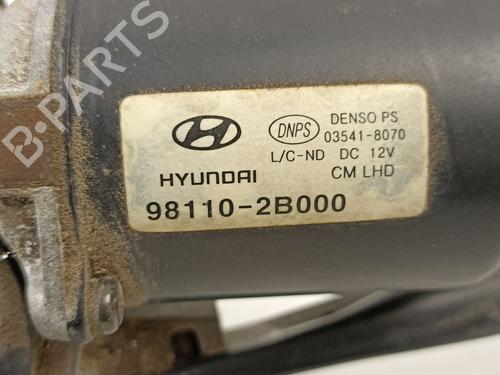 B-PARTS
HYUNDAI
98110-2B000
DNPS
DENSO PS
03541-8070
L/C-ND DC 12V
CM LHD